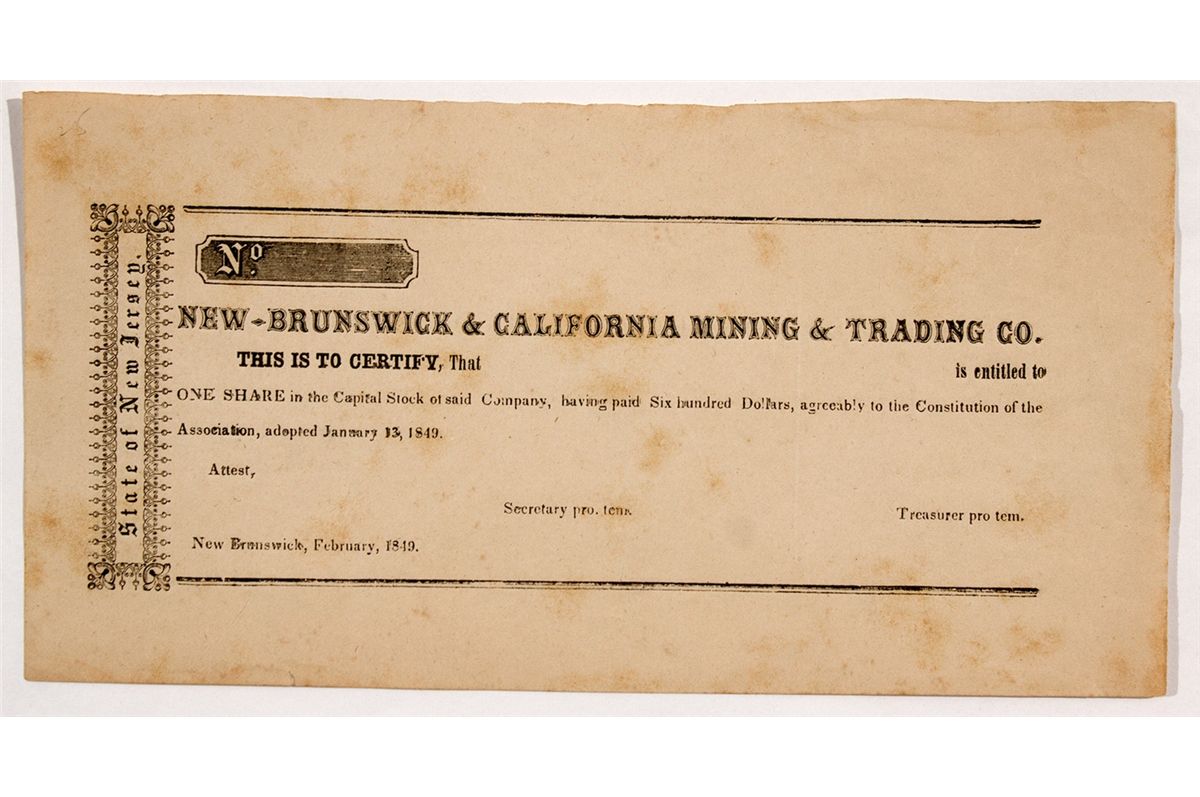 State of New Jersey.
No.
NEW-BRUNSWICK & CALIFORNIA MINING & TRADING CO.
THIS IS TO CERTIFY, That is entitled to
ONE SHARE in the Capital Stock of said Company, having paid Six hundred Dollars, agreeably to the Constitution of the
Association, adopted January 13, 1849.
Attest,
Secretary pro. tem. Treasurer pro tem.
New Brunswick, February, 1849.